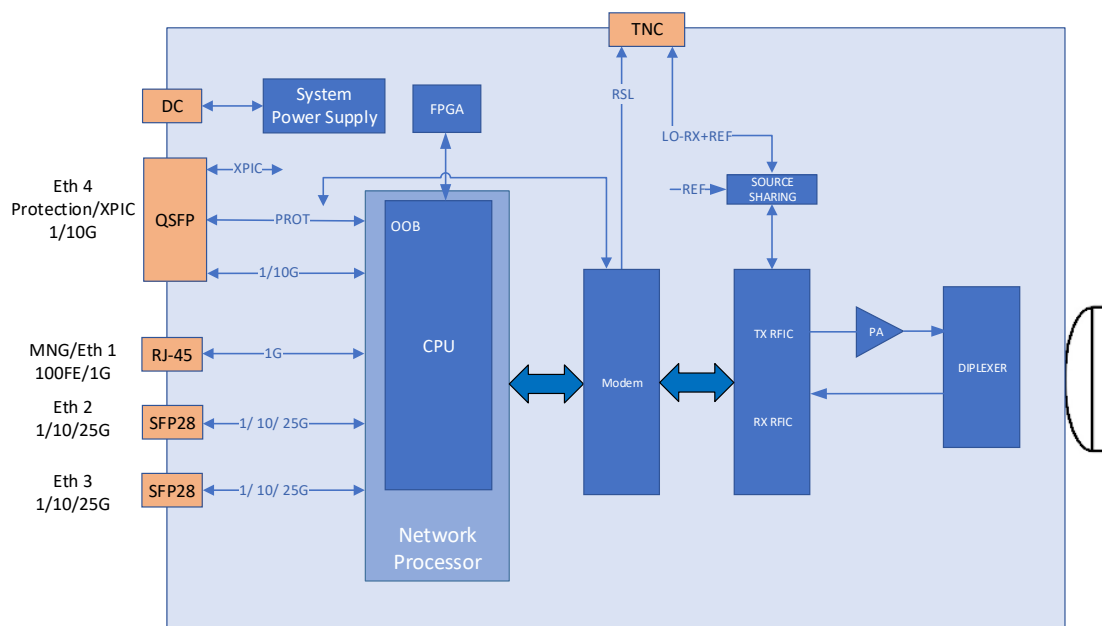 TNC
DC
System
Power Supply
FPGA
RSL
LO-RX+REF
XPIC
Eth 4
Protection/XPIC
1/10G
QSFP
PROT
OOB
REF
SOURCE
SHARING
1/10G
TX RFIC
PA
MNG/Eth 1
100FE/1G
RJ-45
1G
CPU
Modem
DIPLEXER
Eth 2
1/10/25G
SFP28
1/ 10/ 25G
RX RFIC
Eth 3
1/10/25G
SFP28
1/ 10/ 25G
Network
Processor